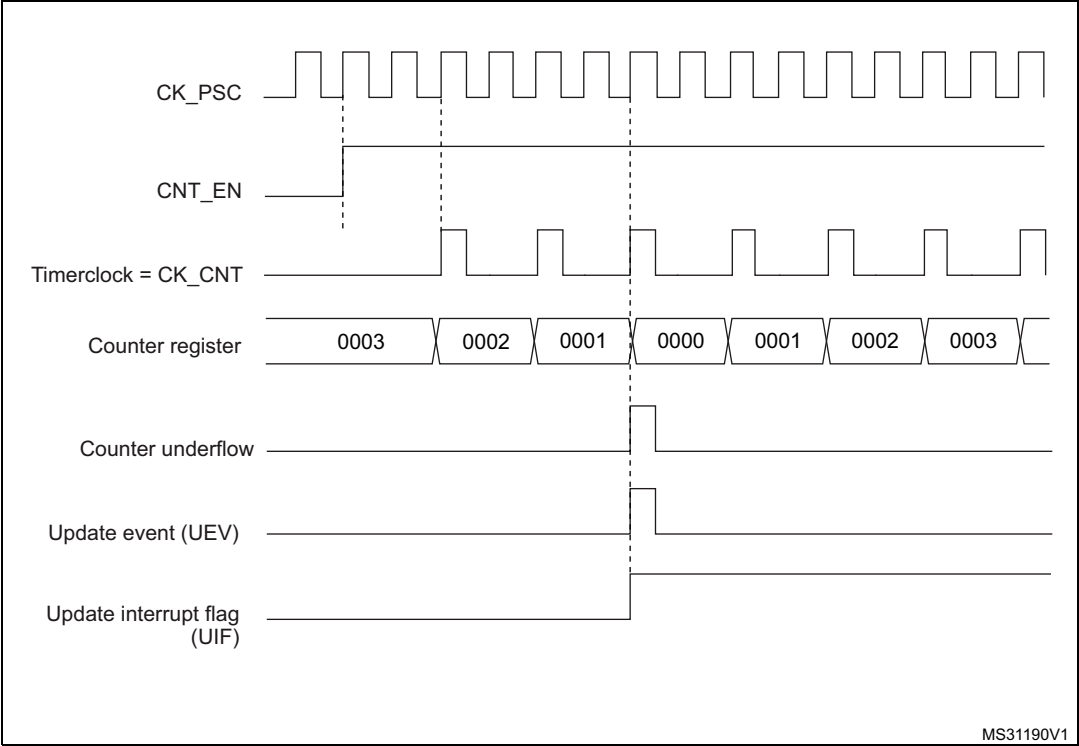 CK_PSC
CNT_EN
Timerclock = CK_CNT
Counter register
0003 0002 0001 0000 0001 0002 0003
Counter underflow
Update event (UEV)
Update interrupt flag
(UIF)
MS31190V1